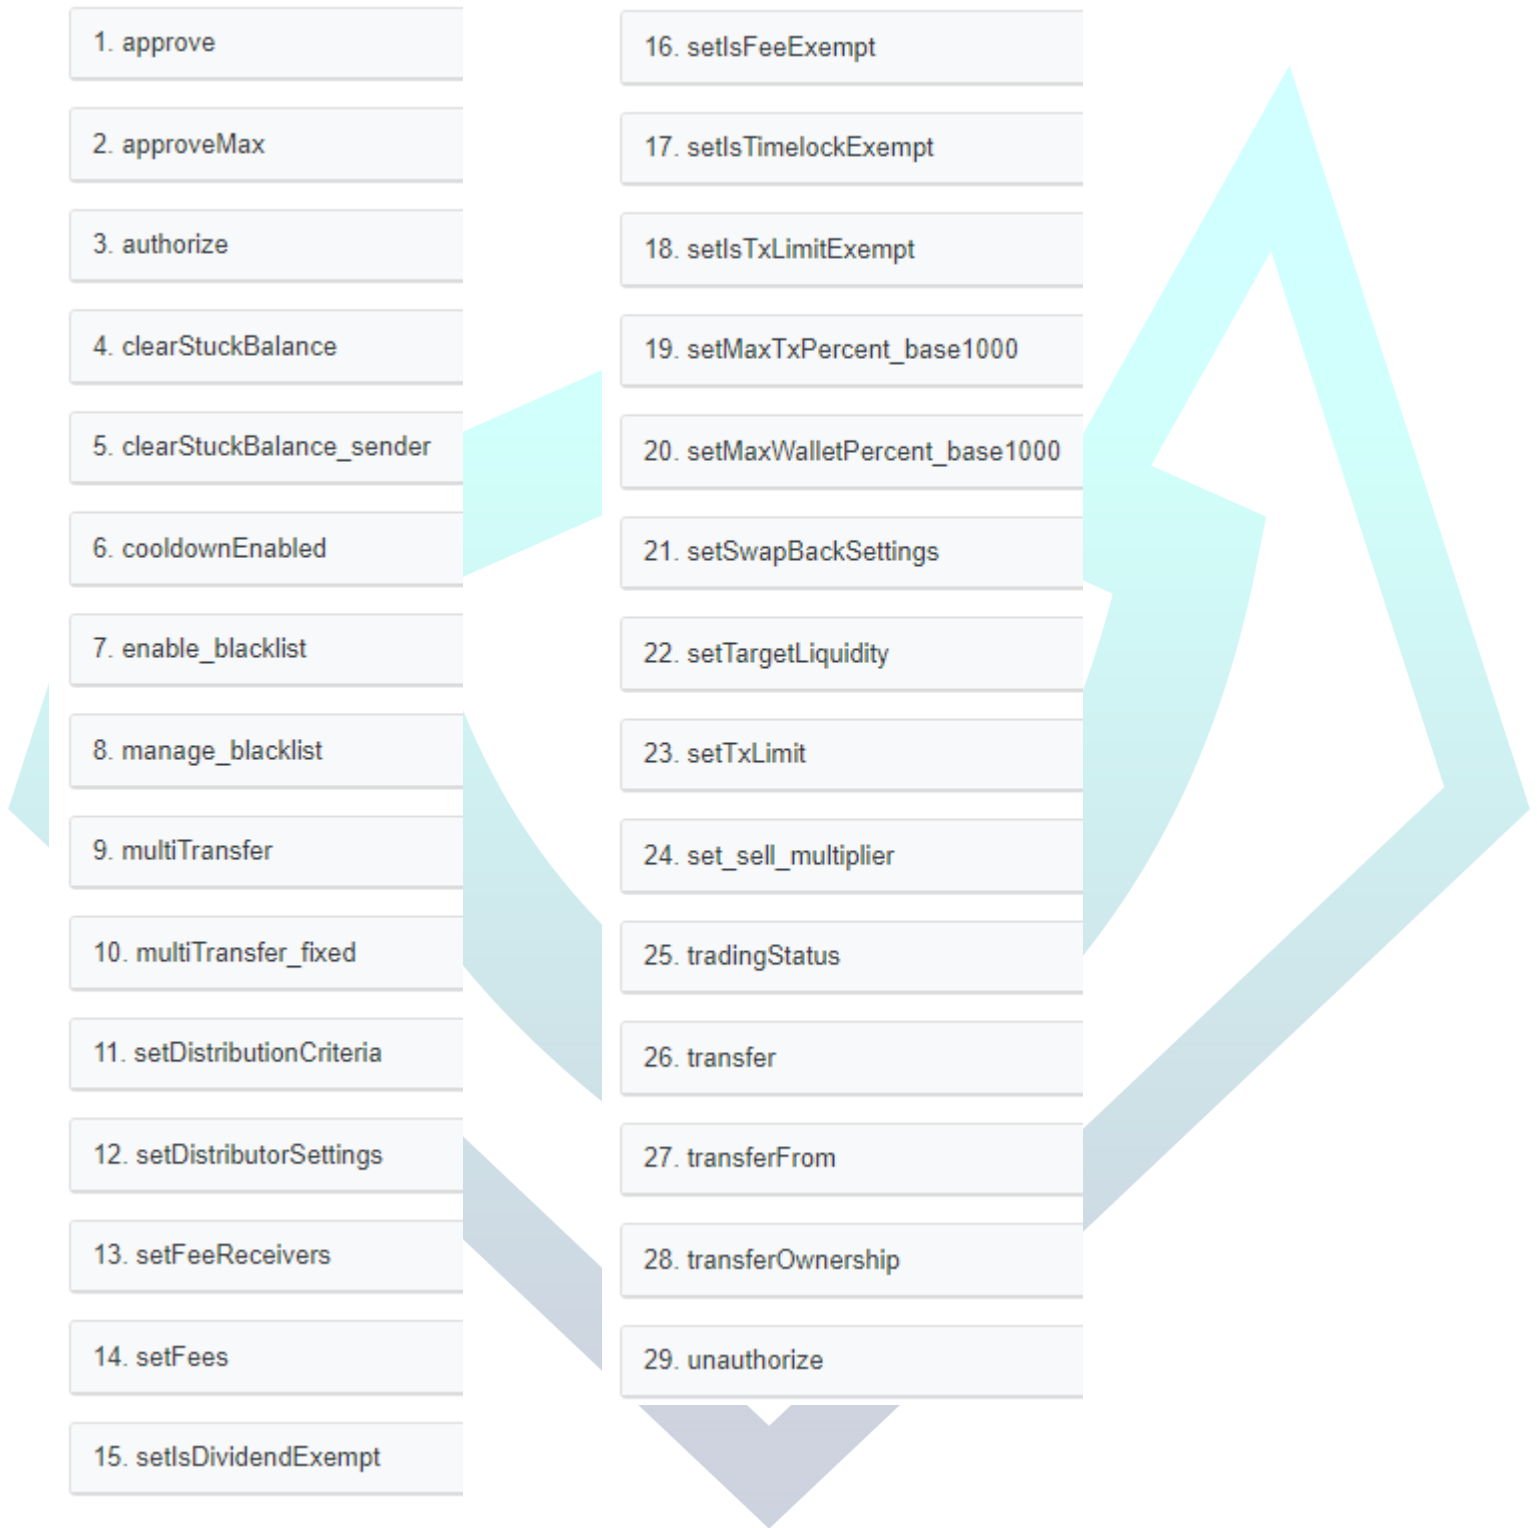 1. approve
2. approveMax
3. authorize
4. clearStuckBalance
5. clearStuckBalance_sender
6. cooldownEnabled
7. enable_blacklist
8. manage_blacklist
9. multiTransfer
10. multiTransfer_fixed
11. setDistributionCriteria
12. setDistributorSettings
13. setFeeReceivers
14. setFees
15. setIsDividendExempt
16. setIsFeeExempt
17. setIsTimelockExempt
18. setIsTxLimitExempt
19. setMaxTxPercent_base1000
20. setMaxWalletPercent_base1000
21. setSwapBackSettings
22. setTargetLiquidity
23. setTxLimit
24. set_sell_multiplier
25. tradingStatus
26. transfer
27. transferFrom
28. transferOwnership
29. unauthorize